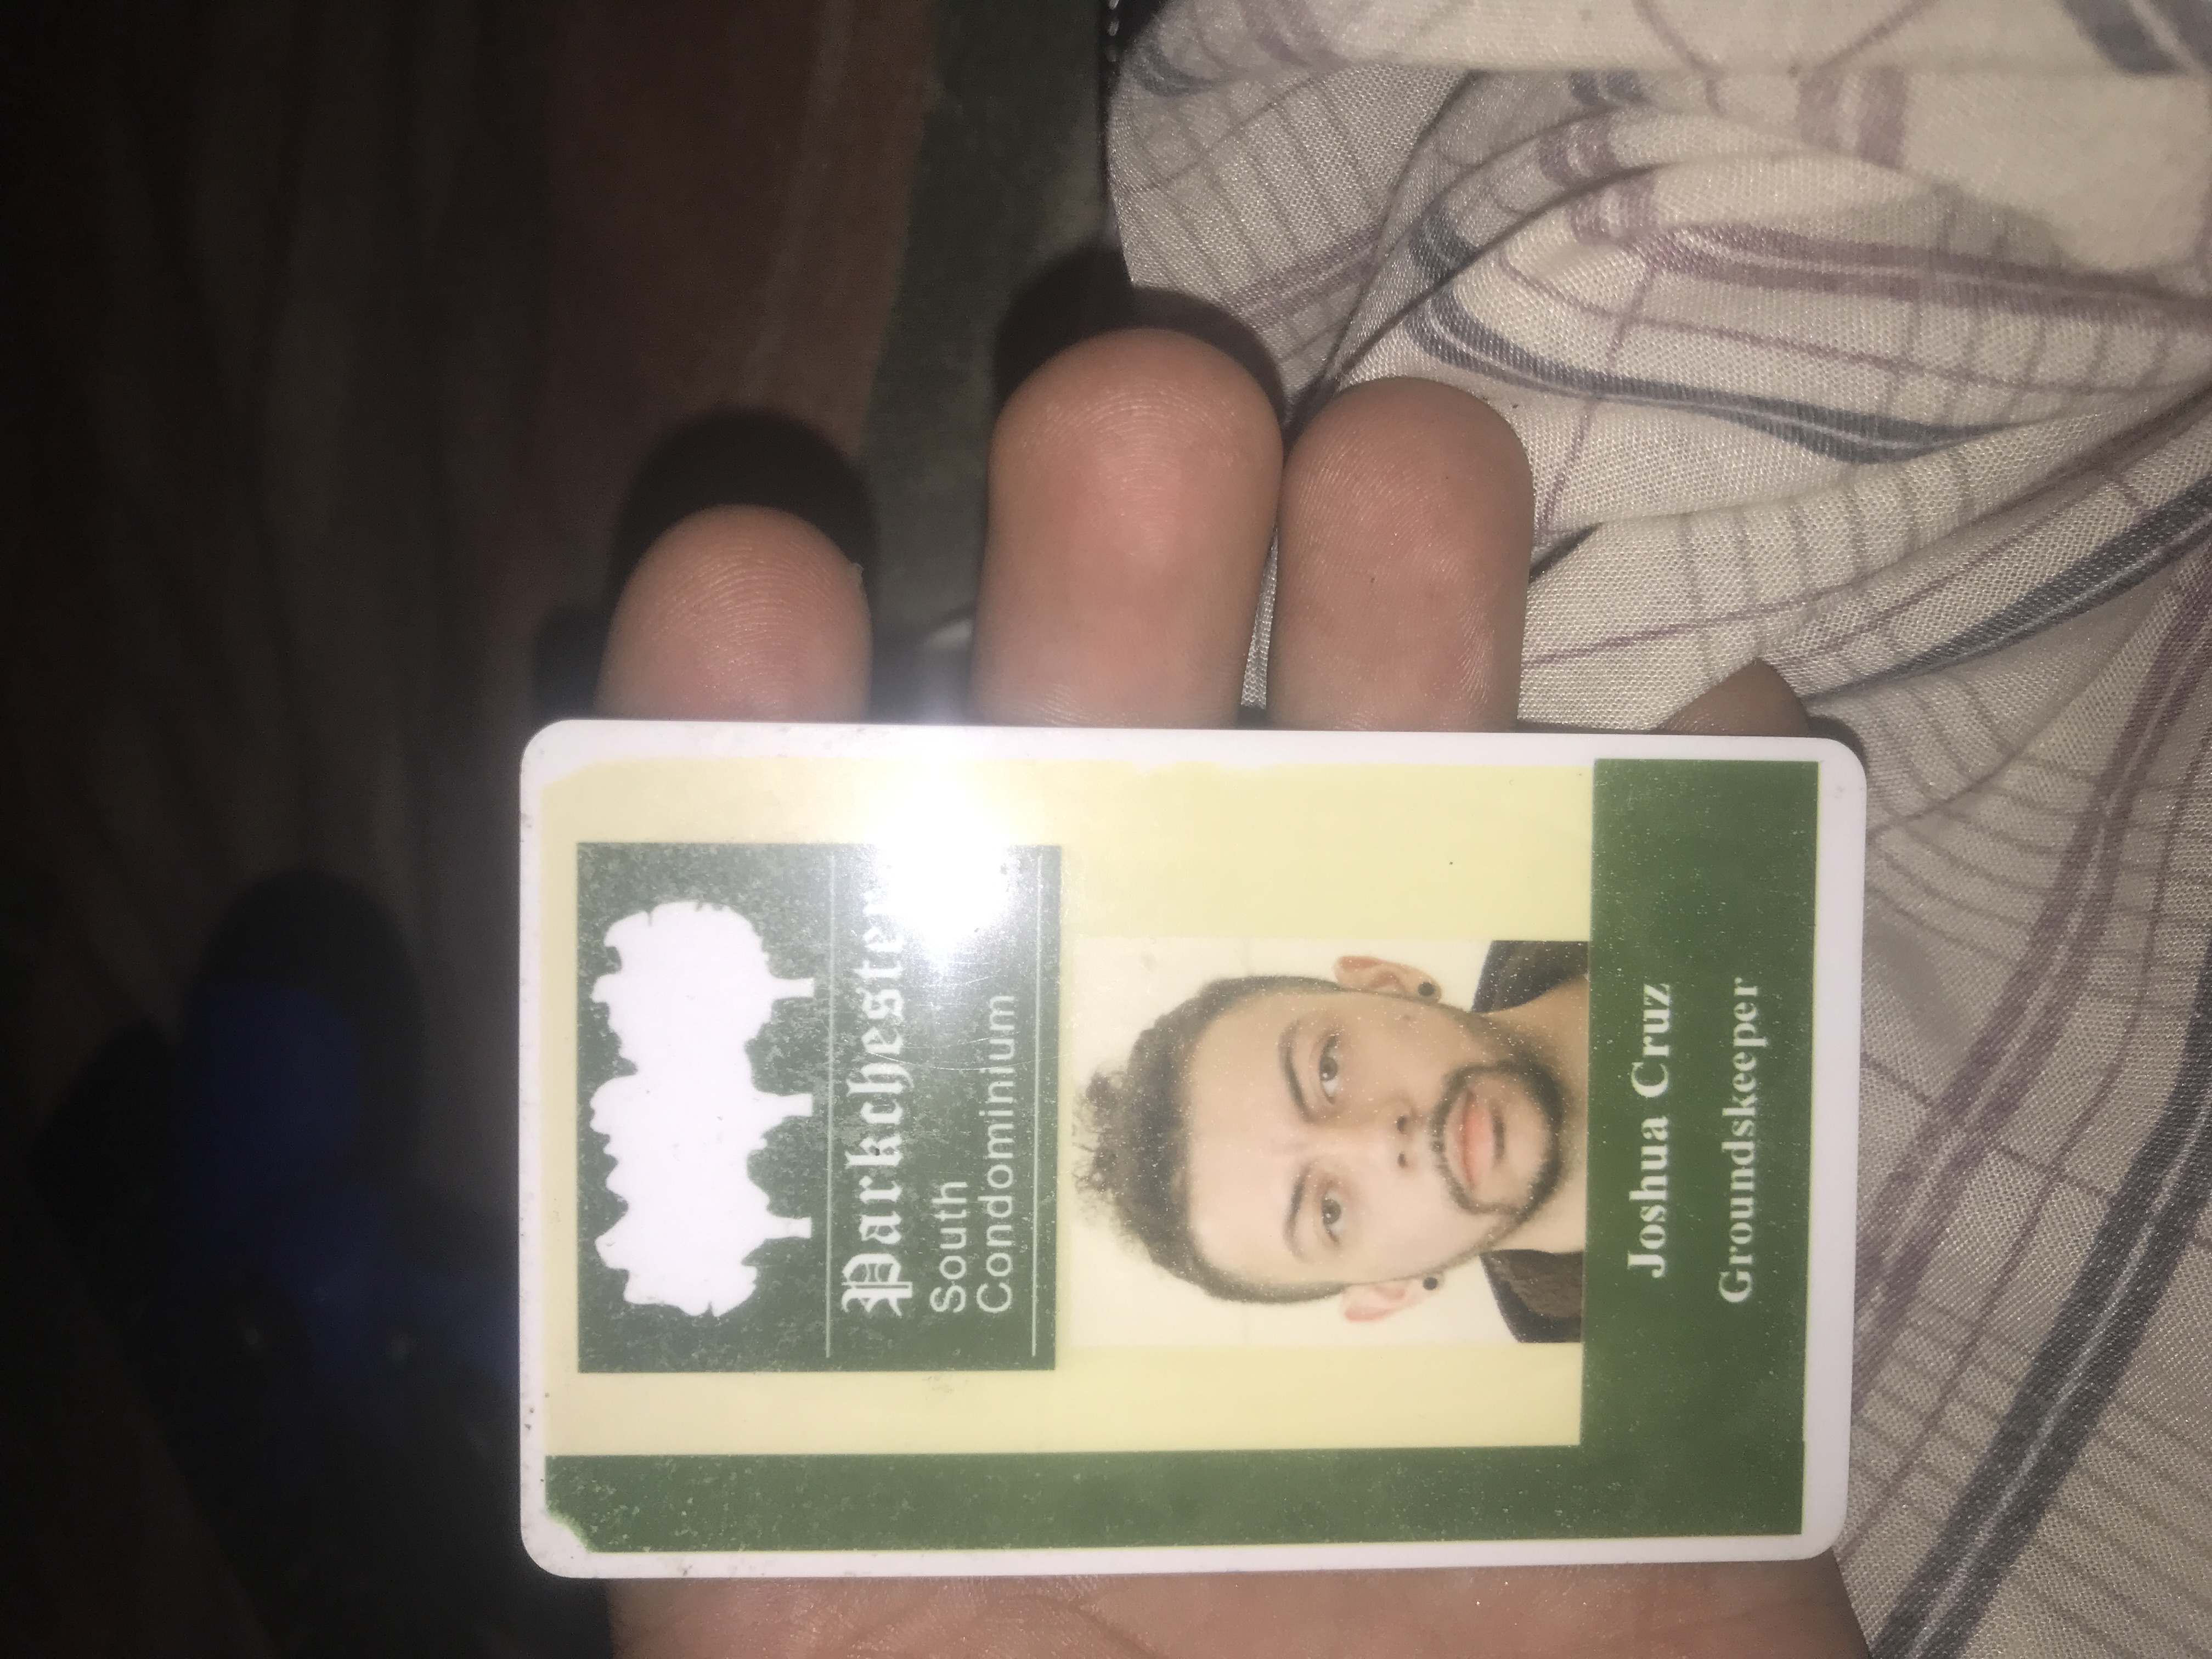 Parkchester
South
Condominium
Joshua Cruz
Groundskeeper